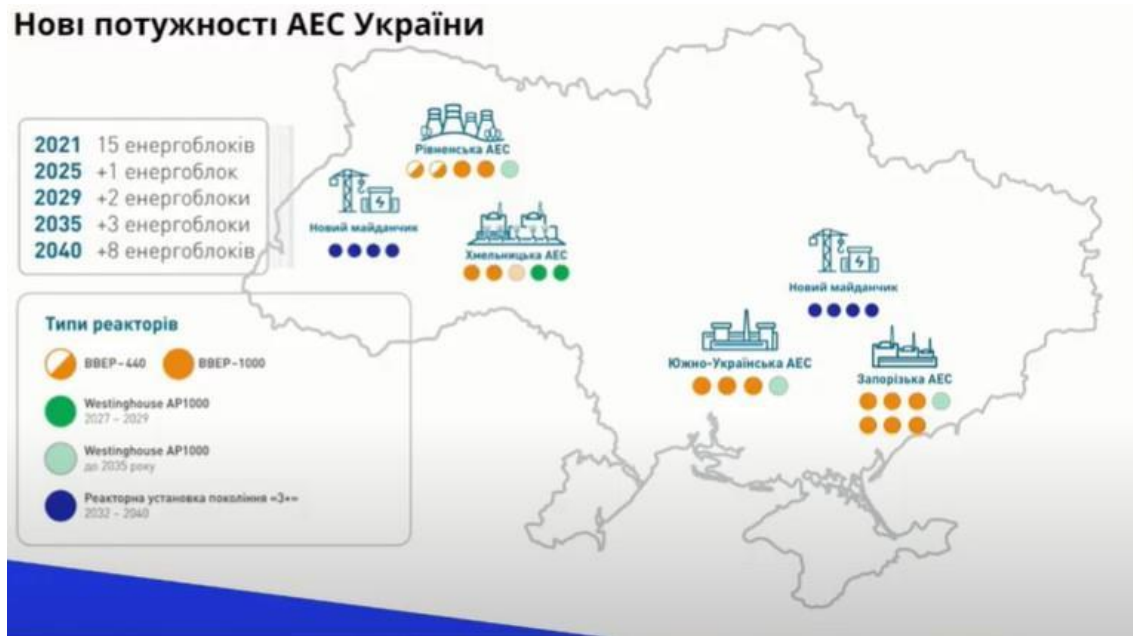 Нові потужності АЕС України
2021 15 енергоблоків
2025 +1 енергоблок
2029 +2 енергоблоки
2035 +3 енергоблоки
2040 +8 енергоблоків
Рівненська АЕС
Новий майданчик
Хмельницька АЕС
Новий майданчик
Южно-Українська АЕС
Запорізька АЕС
Типи реакторів
ВВЕР-440 ВВЕР-1000
Westinghouse AP1000
2027 – 2029
Westinghouse AP1000
до 2035 року
Реакторна установка покоління «3+»
2032 – 2040